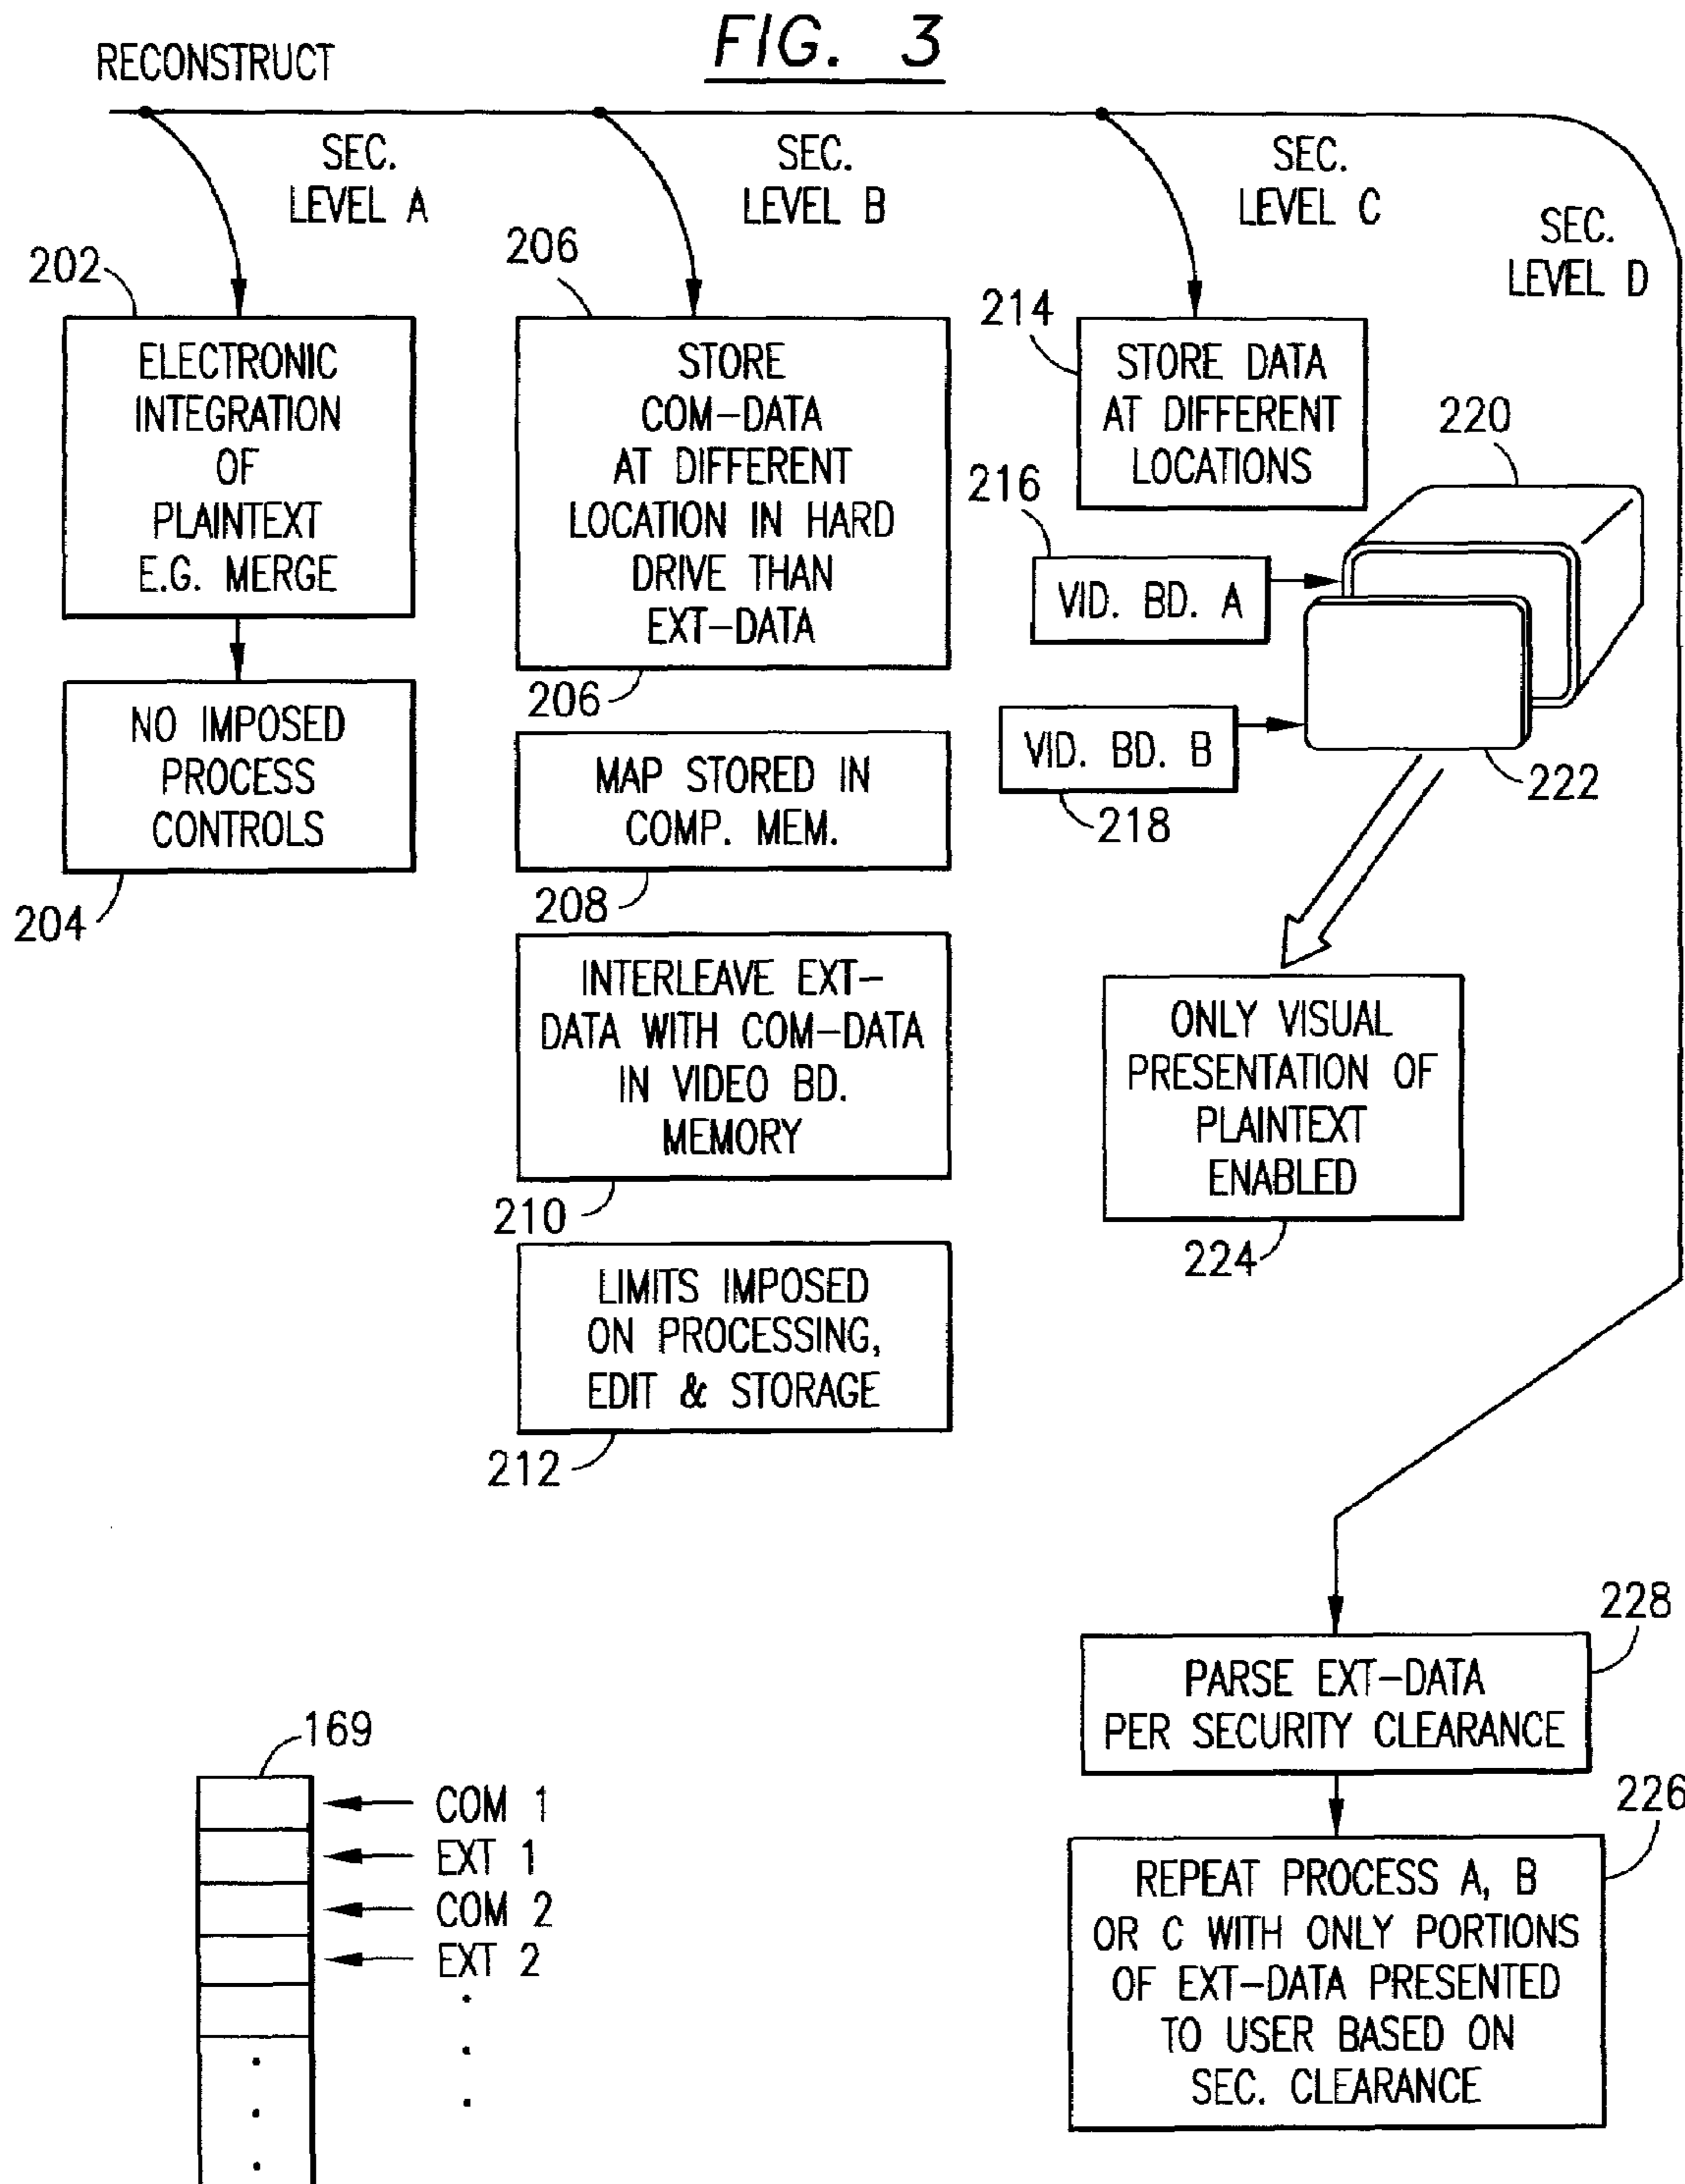 FIG. 3
RECONSTRUCT
SEC.
LEVEL A
SEC.
LEVEL B
SEC.
LEVEL C
SEC.
LEVEL D
202
ELECTRONIC
INTEGRATION
OF
PLAINTEXT
E.G. MERGE
NO IMPOSED
PROCESS
CONTROLS
204
206
STORE
COM-DATA
AT DIFFERENT
LOCATION IN HARD
DRIVE THAN
EXT-DATA
206
MAP STORED IN
COMP. MEM.
208
INTERLEAVE EXT-
DATA WITH COM-DATA
IN VIDEO BD.
MEMORY
210
LIMITS IMPOSED
ON PROCESSING,
EDIT & STORAGE
212
214
STORE DATA
AT DIFFERENT
LOCATIONS
216
VID. BD. A
220
VID. BD. B
218
222
ONLY VISUAL
PRESENTATION OF
PLAINTEXT
ENABLED
224
228
PARSE EXT-DATA
PER SECURITY CLEARANCE
226
REPEAT PROCESS A, B
OR C WITH ONLY PORTIONS
OF EXT-DATA PRESENTED
TO USER BASED ON
SEC. CLEARANCE
169
COM 1
EXT 1
COM 2
EXT 2